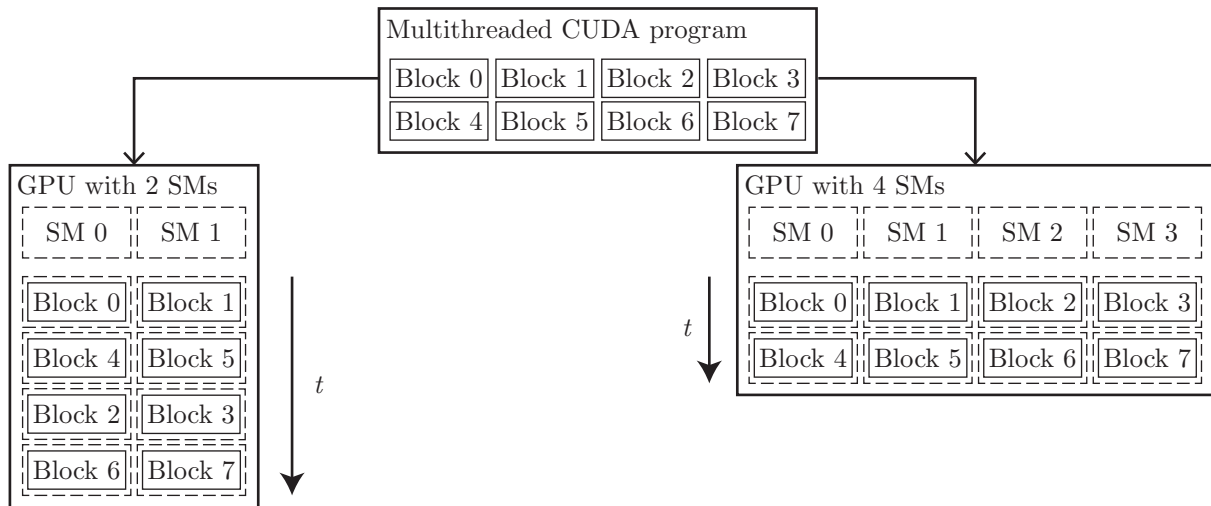 Multithreaded CUDA program
Block 0 Block 1 Block 2 Block 3
Block 4 Block 5 Block 6 Block 7
GPU with 2 SMs
SM 0 SM 1
Block 0 Block 1
Block 4 Block 5
Block 2 Block 3
Block 6 Block 7
t
GPU with 4 SMs
SM 0 SM 1 SM 2 SM 3
Block 0 Block 1 Block 2 Block 3
Block 4 Block 5 Block 6 Block 7
t